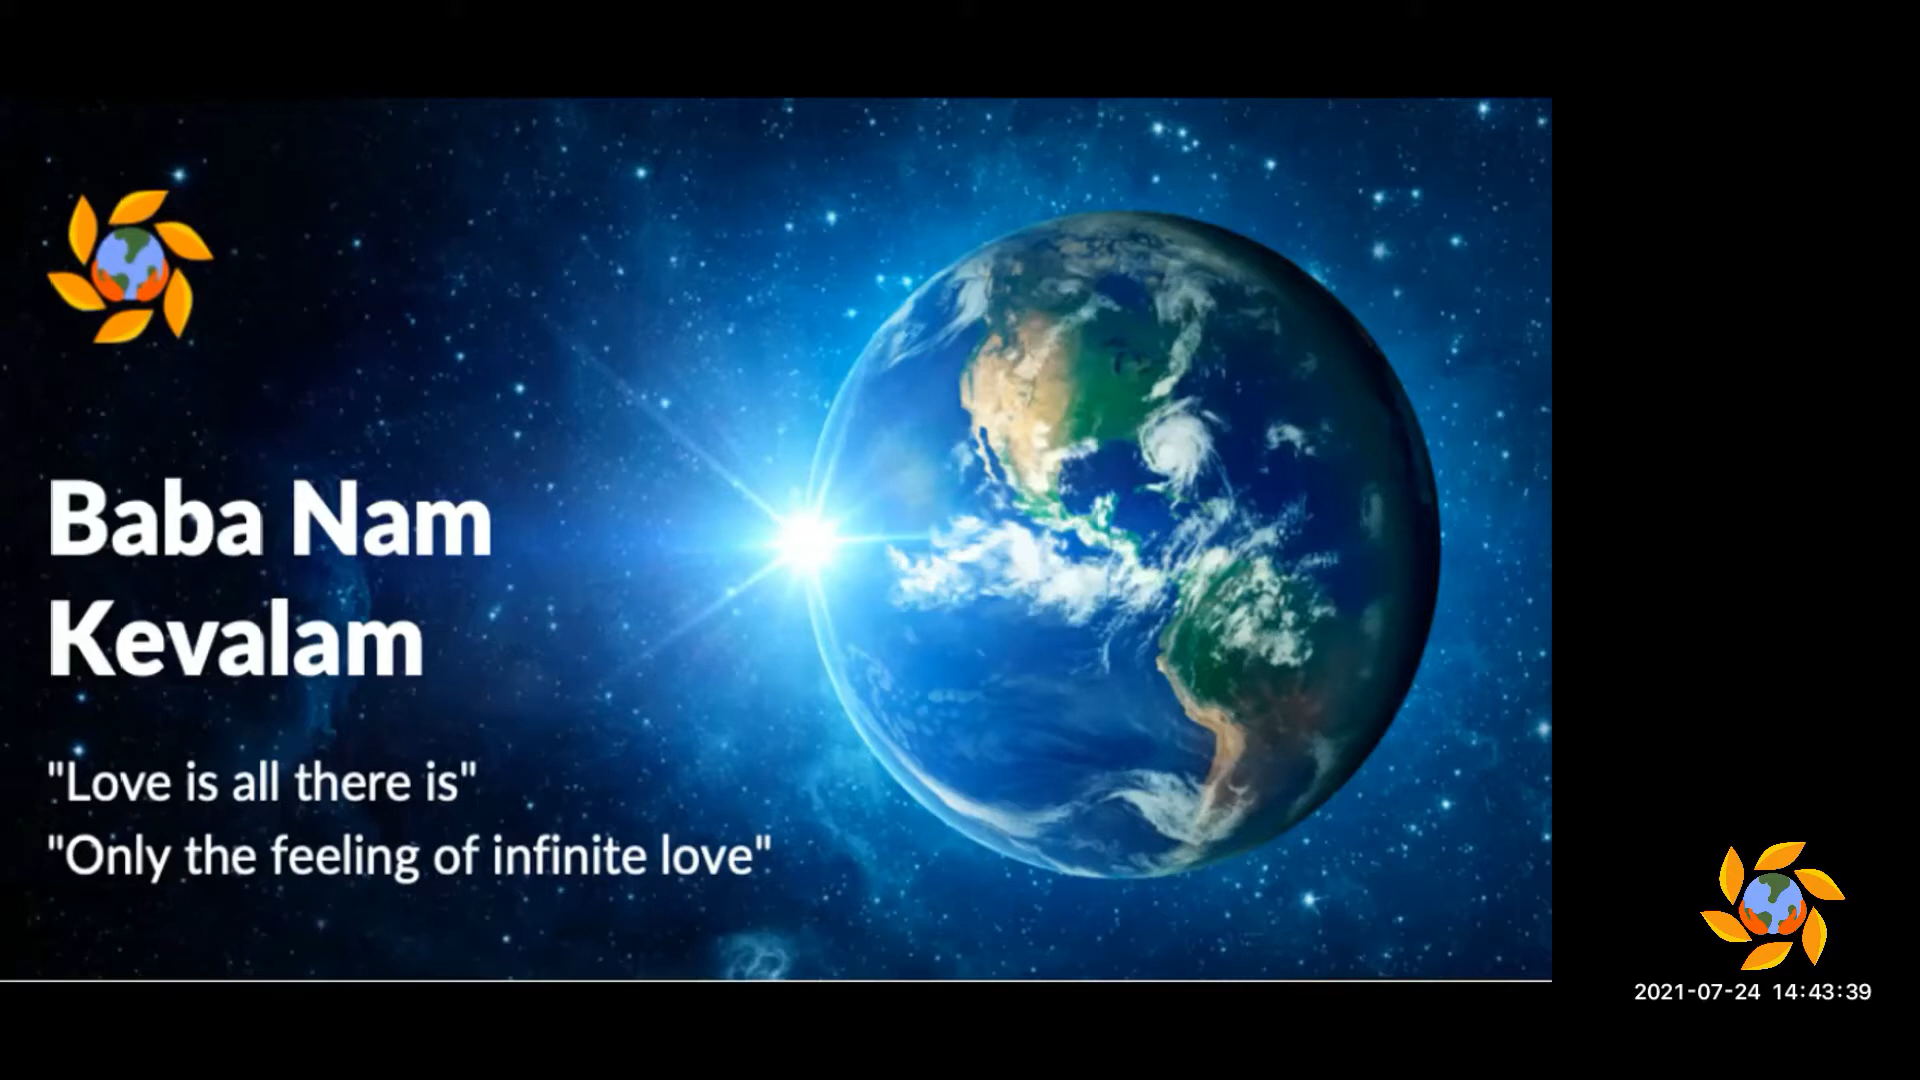 Baba Nam
Kevalam
"Love is all there is"
"Only the feeling of infinite love"
2021-07-24 14:43:39